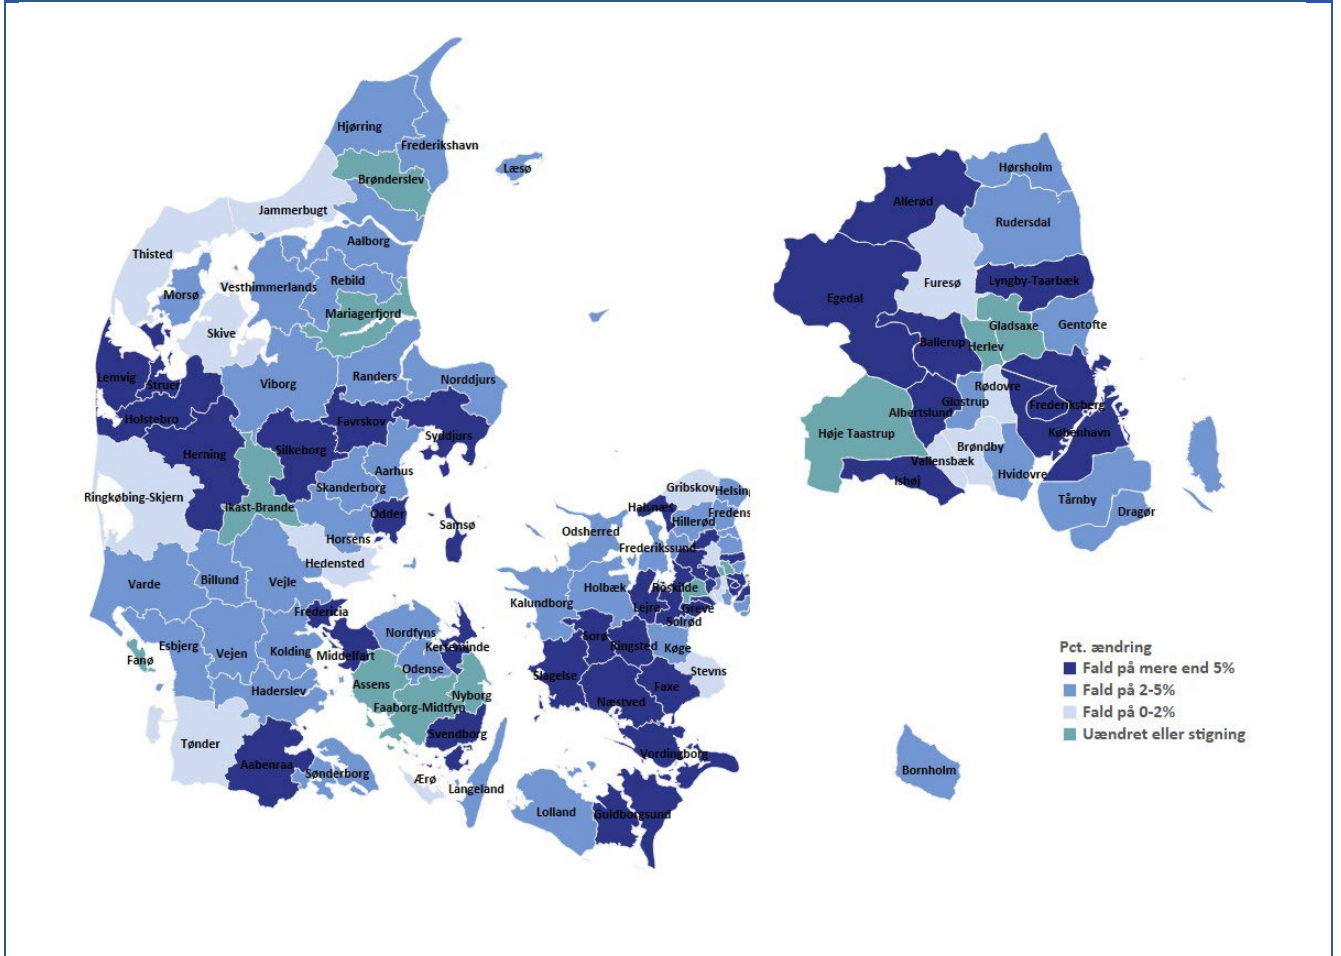 Hjørring
Frederikshavn
Læsø
Brønderslev
Jammerbugt
Aalborg
Thisted
Rebild
Vesthimmerlands
Morsø
Mariagerfjord
Skive
Lemvig
Struer
Viborg
Randers
Norddjurs
Holstebro
Favrskov
Syddjurs
Herning
Silkeborg
Aarhus
Skanderborg
Ringkøbing-Skjern
Ikast-Brande
Odder
Samsø
Horsens
Hedensted
Varde
Billund
Vejle
Fredericia
Esbjerg
Fanø
Vejen
Kolding
Middelfart
Nordfyns
Kerteminde
Odense
Haderslev
Assens
Nyborg
Faaborg-Midtfyn
Svendborg
Tønder
Aabenraa
Sønderborg
Ærø
Langeland
Gribskov
Helsing
Halsnæs
Hillerød
Fredens
Odsherred
Frederikssund
Kalundborg
Holbæk
Roskilde
Lejre
Greve
Solrød
Sorø
Ringsted
Køge
Slagelse
Stevns
Faxe
Næstved
Vordingborg
Lolland
Guldborgsund
Hørsholm
Allerød
Rudersdal
Furesø
Lyngby-Taarbæk
Egedal
Gladsaxe
Gentofte
Ballerup
Herlev
Rødovre
Glostrup
Frederiksberg
Albertslund
Høje Taastrup
København
Brøndby
Vallensbæk
Ishøj
Hvidovre
Tårnby
Dragør
Bornholm
Pct. ændring
Fald på mere end 5%
Fald på 2-5%
Fald på 0-2%
Uændret eller stigning